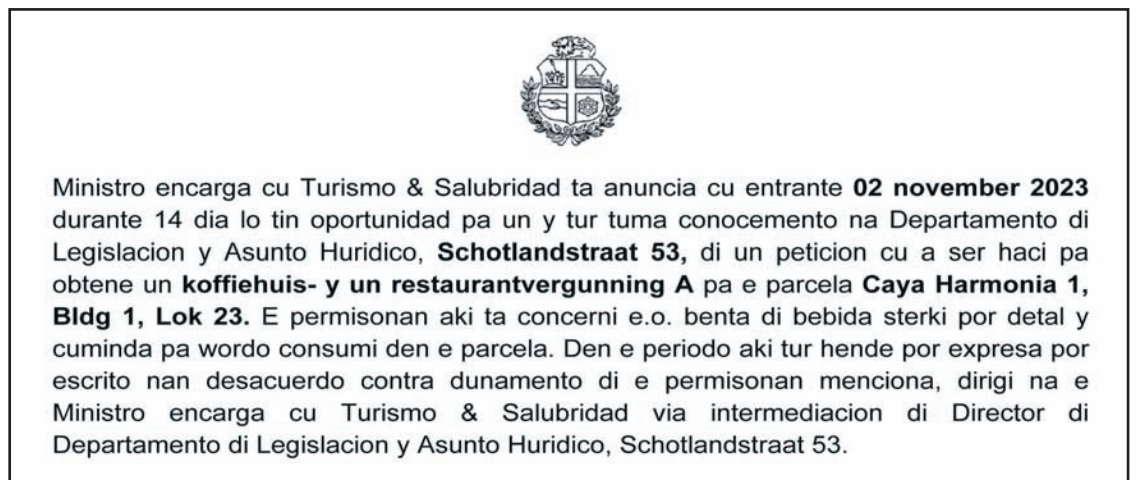 Ministro encarga cu Turismo & Salubridad ta anuncia cu entrante 02 november 2023
durante 14 dia lo tin oportunidad pa un y tur tuma conocemento na Departamento di
Legislacion y Asunto Huridico, Schotlandstraat 53, di un peticion cu a ser haci pa
obtene un koffiehuis- y un restaurantvergunning A pa e parcela Caya Harmonia 1,
Bldg 1, Lok 23. E permisonan aki ta concerni e.o. benta di bebida sterki por detal y
cuminda pa wordo consumi den e parcela. Den e periodo aki tur hende por expresa por
escrito nan desacuerdo contra dunamento di e permisonan menciona, dirigi na e
Ministro encarga cu Turismo & Salubridad via intermediacion di Director di
Departamento di Legislacion y Asunto Huridico, Schotlandstraat 53.